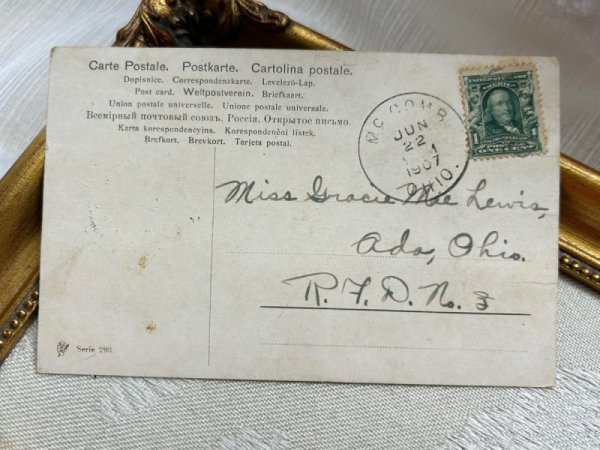 Carte Postale. Postkarte. Cartolina postale.
Dopisnice. Correspondenzkarte. Levelezö-Lap.
Post card. Weltpostverein. Briefkaart.
Union postale universelle. Unione postale universale.
Всемірный почтовый союзъ. Россія. Открытое письмо.
Karta korespondencyjna. Korespondenční lístek.
Brefkort. Brevkort. Tarjeta postal.
MC COMB
JUN
22
1907
OHIO.
Miss Gracie Mae Lewis,
Ada, Ohio.
R. F. D. No. 3
Serie 293